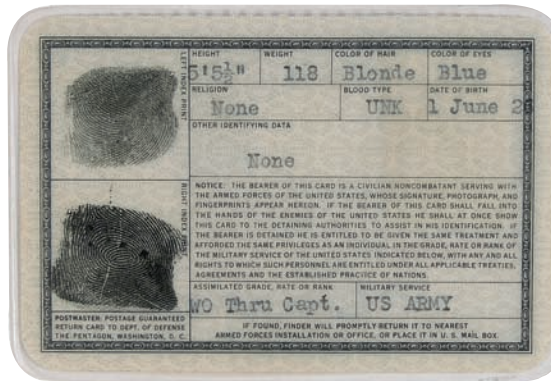 HEIGHT WEIGHT COLOR OF HAIR COLOR OF EYES
5'5½" 118 Blonde Blue
LEFT INDEX PRINT
RELIGION BLOOD TYPE DATE OF BIRTH
None UNK 1 June 2
OTHER IDENTIFYING DATA
None
RIGHT INDEX PRINT
NOTICE: THE BEARER OF THIS CARD IS A CIVILIAN NONCOMBATANT SERVING WITH
THE ARMED FORCES OF THE UNITED STATES, WHOSE SIGNATURE, PHOTOGRAPH, AND
FINGERPRINTS APPEAR HEREON. IF THE BEARER OF THIS CARD SHALL FALL INTO
THE HANDS OF THE ENEMIES OF THE UNITED STATES HE SHALL AT ONCE SHOW
THIS CARD TO THE DETAINING AUTHORITIES TO ASSIST IN HIS IDENTIFICATION. IF
THE BEARER IS DETAINED HE IS ENTITLED TO BE GIVEN THE SAME TREATMENT AND
AFFORDED THE SAME PRIVILEGES AS AN INDIVIDUAL IN THE GRADE, RATE OR RANK OF
THE MILITARY SERVICE OF THE UNITED STATES INDICATED BELOW, WITH ANY AND ALL
RIGHTS TO WHICH SUCH PERSONNEL ARE ENTITLED UNDER ALL APPLICABLE TREATIES,
AGREEMENTS AND THE ESTABLISHED PRACTICE OF NATIONS.
ASSIMILATED GRADE, RATE OR RANK MILITARY SERVICE
WO Thru Capt. US ARMY
POSTMASTER: POSTAGE GUARANTEED
RETURN CARD TO DEPT. OF DEFENSE
THE PENTAGON, WASHINGTON, D. C.
IF FOUND, FINDER WILL PROMPTLY RETURN IT TO NEAREST
ARMED FORCES INSTALLATION OR OFFICE, OR PLACE IT IN U. S. MAIL BOX.